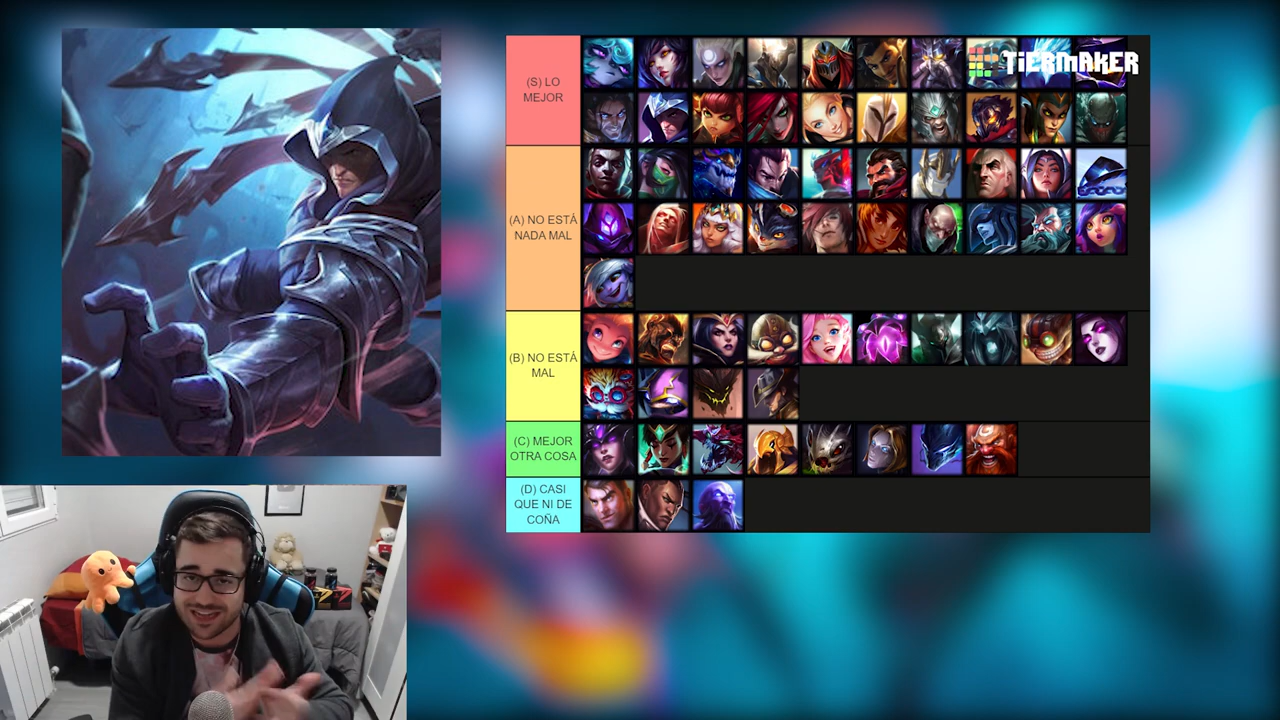 (S) LO
MEJOR
TiERMAKER
(A) NO ESTÁ
NADA MAL
(B) NO ESTÁ
MAL
(C) MEJOR
OTRA COSA
(D) CASI
QUE NI DE
COÑA